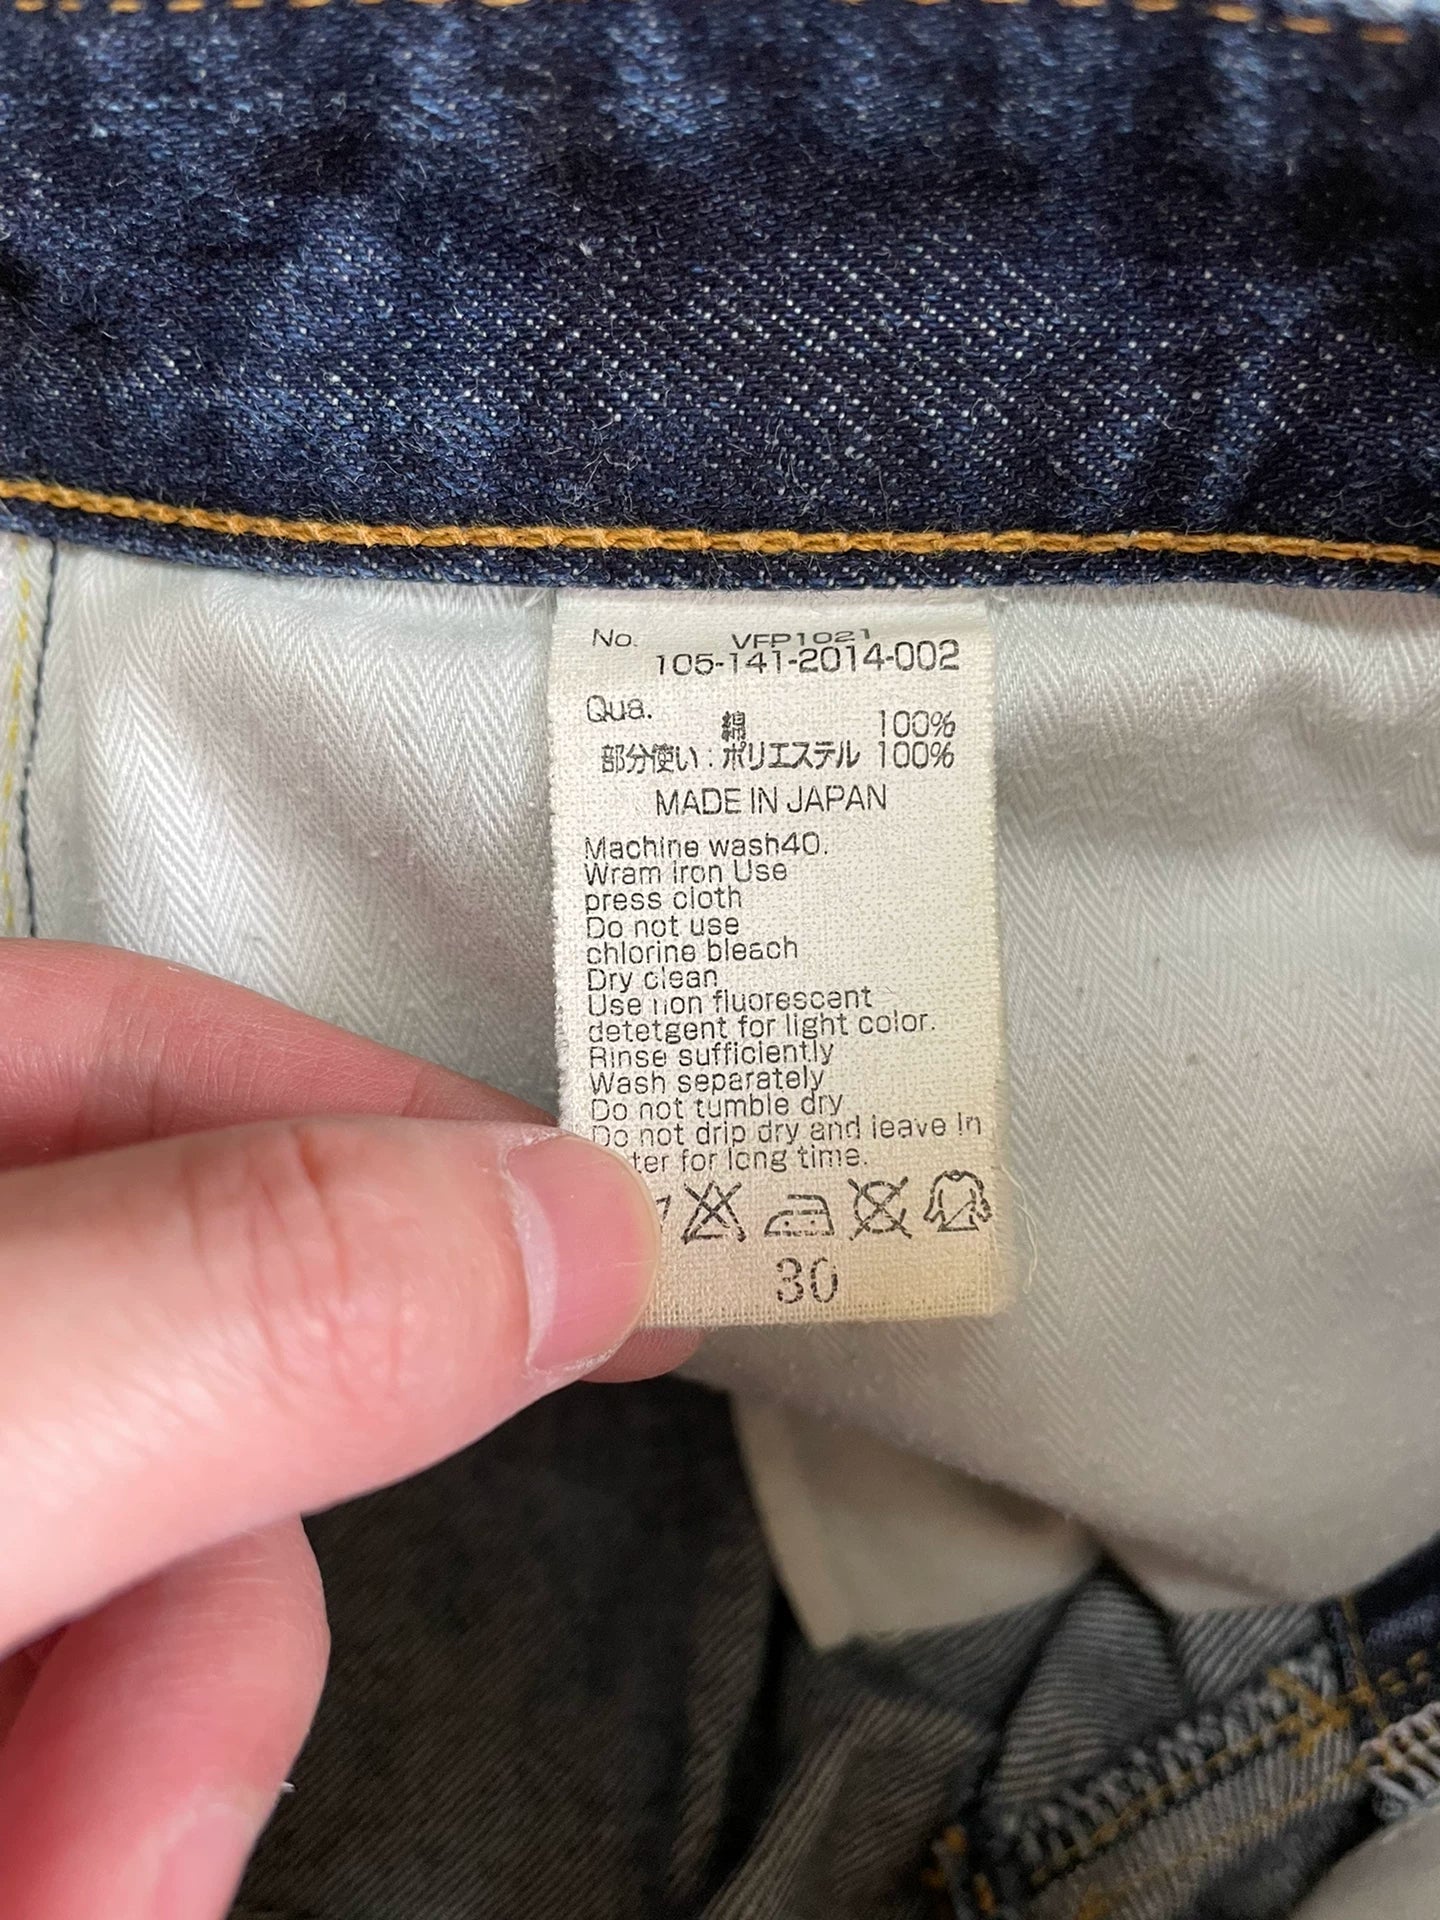 No. VFP1021
105-141-2014-002
Qua.
綿 100%
部分使い:ポリエステル 100%
MADE IN JAPAN
Machine wash40.
Wram iron Use
press cloth
Do not use
chlorine bleach
Dry clean
Use non fluorescent
detetgent for light color.
Rinse sufficiently
Wash separately
Do not tumble dry
Do not drip dry and leave in
ter for long time.
30